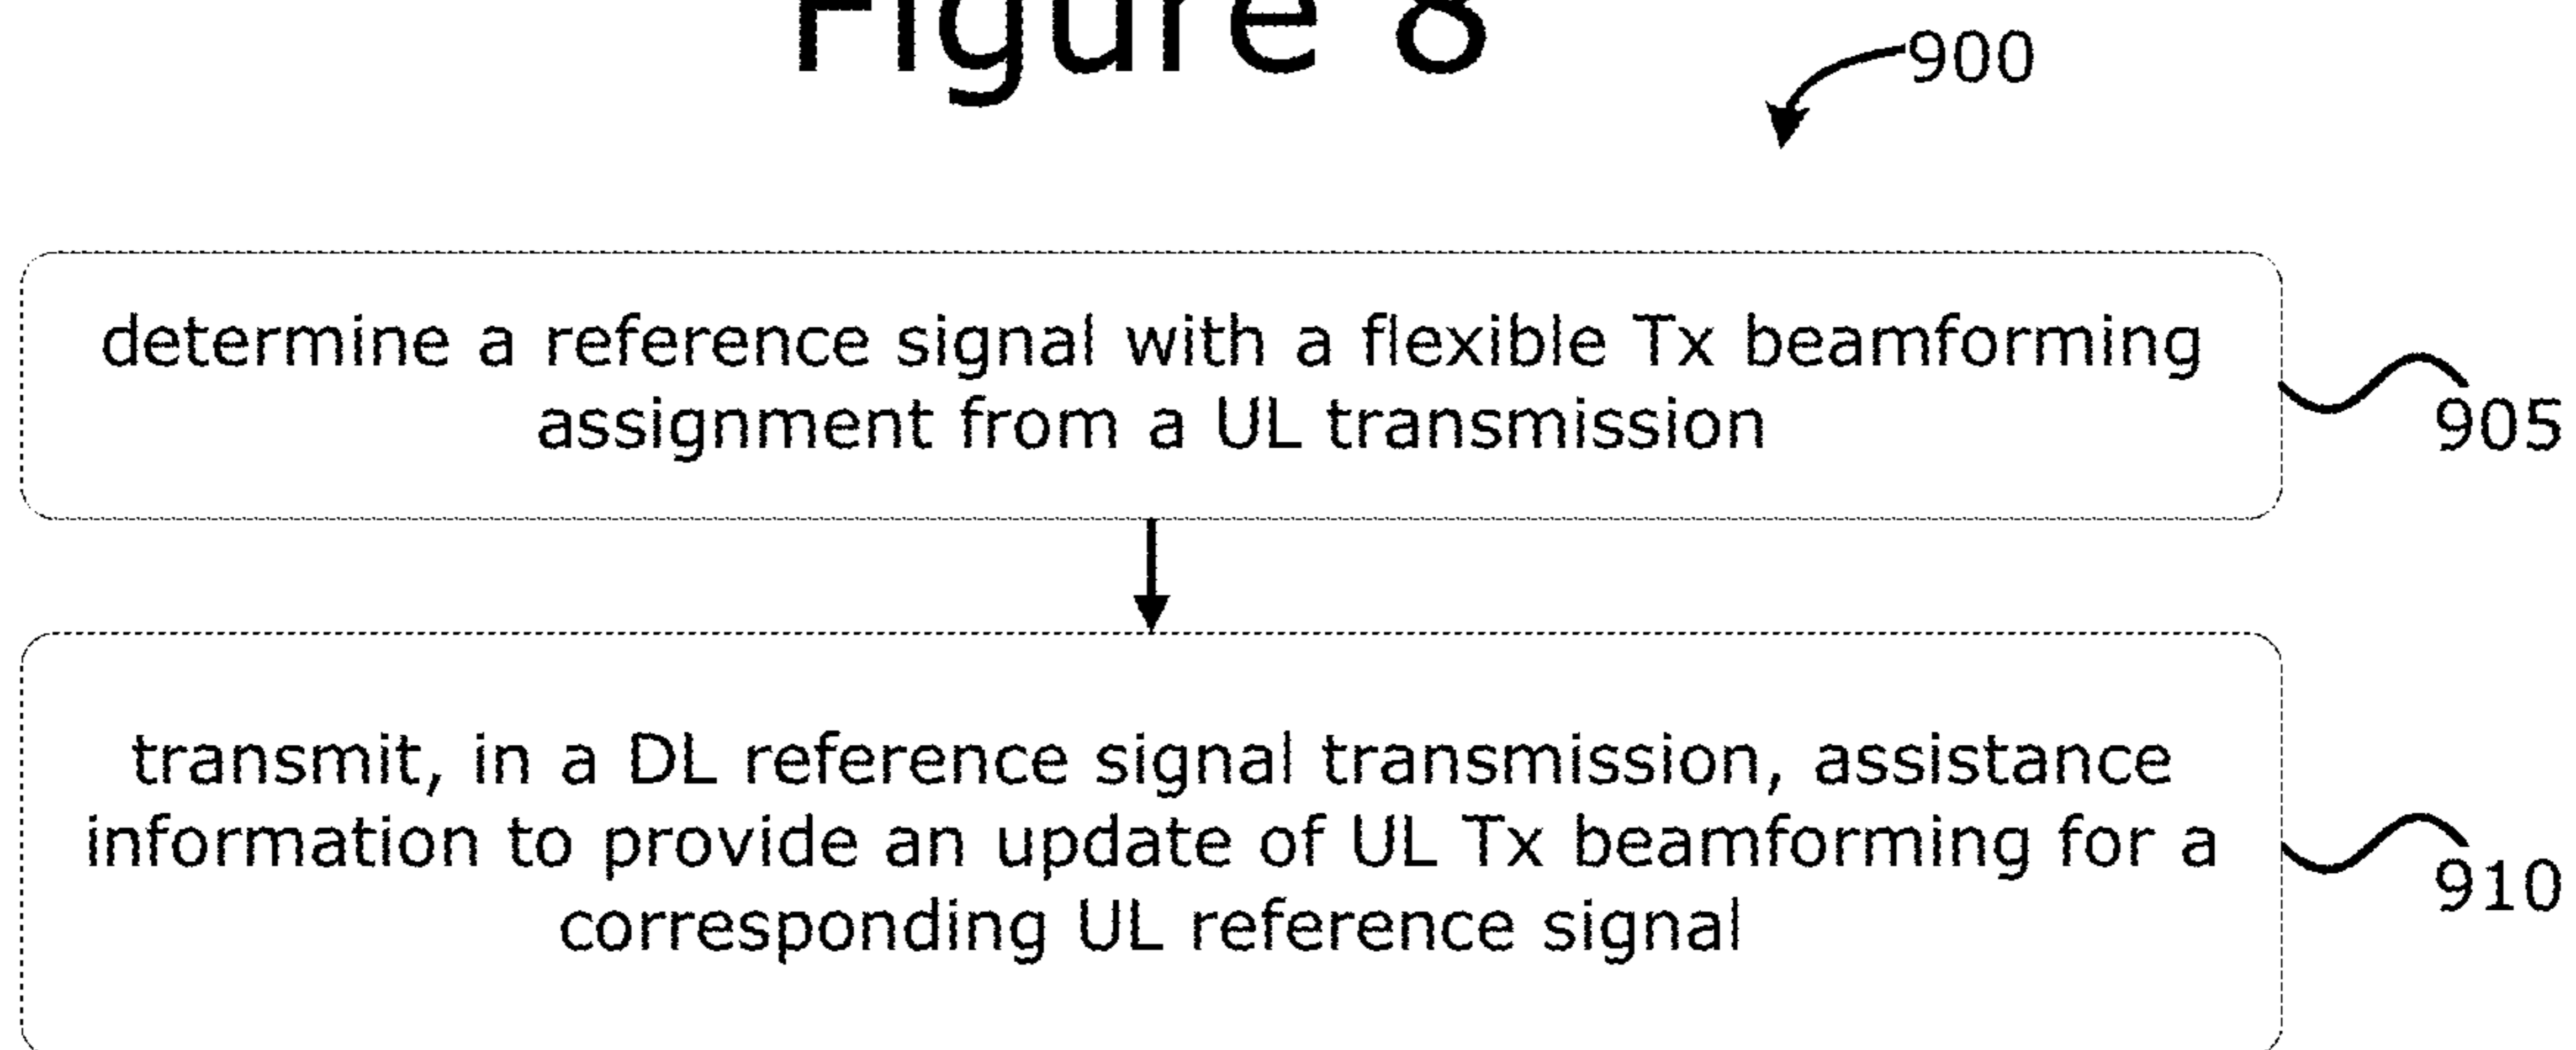 Figure 8
900
determine a reference signal with a flexible Tx beamforming
assignment from a UL transmission
905
transmit, in a DL reference signal transmission, assistance
information to provide an update of UL Tx beamforming for a
corresponding UL reference signal
910